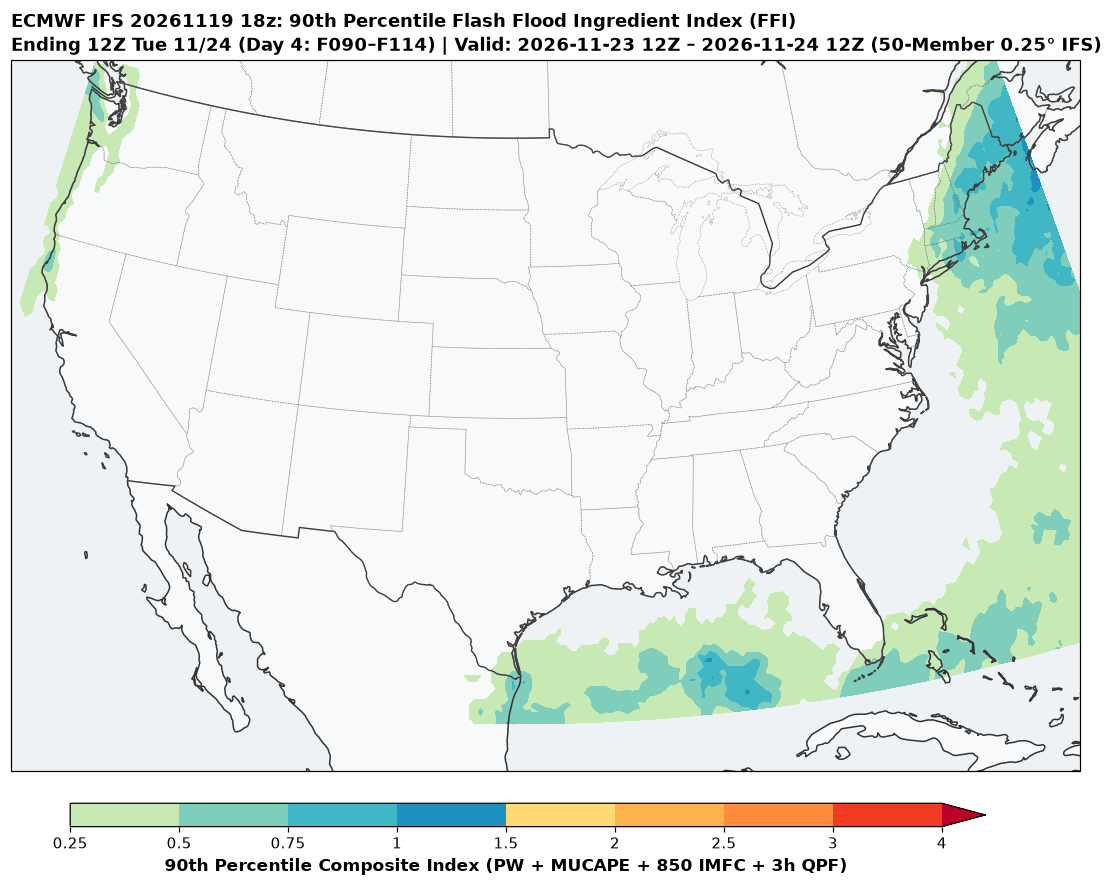 ECMWF IFS 20261119 18z: 90th Percentile Flash Flood Ingredient Index (FFI)
Ending 12Z Tue 11/24 (Day 4: F090–F114) | Valid: 2026-11-23 12Z – 2026-11-24 12Z (50-Member 0.25° IFS)
0.25 0.5 0.75 1 1.5 2 2.5 3 4
90th Percentile Composite Index (PW + MUCAPE + 850 IMFC + 3h QPF)